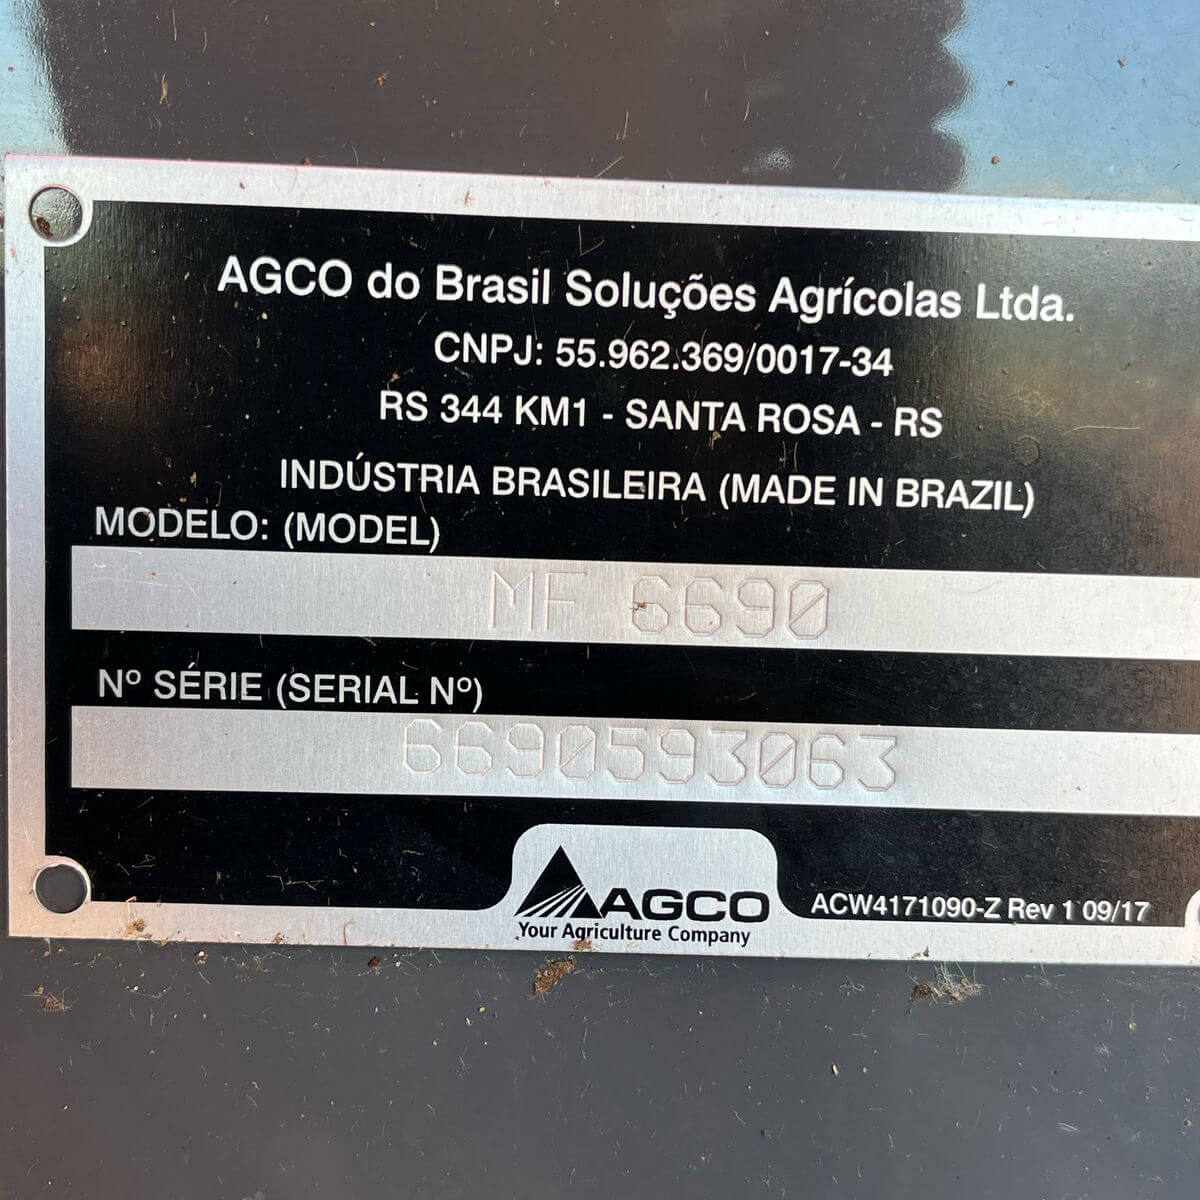 AGCO do Brasil Soluções Agrícolas Ltda.
CNPJ: 55.962.369/0017-34
RS 344 KM1 - SANTA ROSA - RS
INDÚSTRIA BRASILEIRA (MADE IN BRAZIL)
MODELO: (MODEL)
MF 6690
Nº SÉRIE (SERIAL Nº)
6690593063
AGCO
Your Agriculture Company
ACW4171090-Z Rev 1 09/17